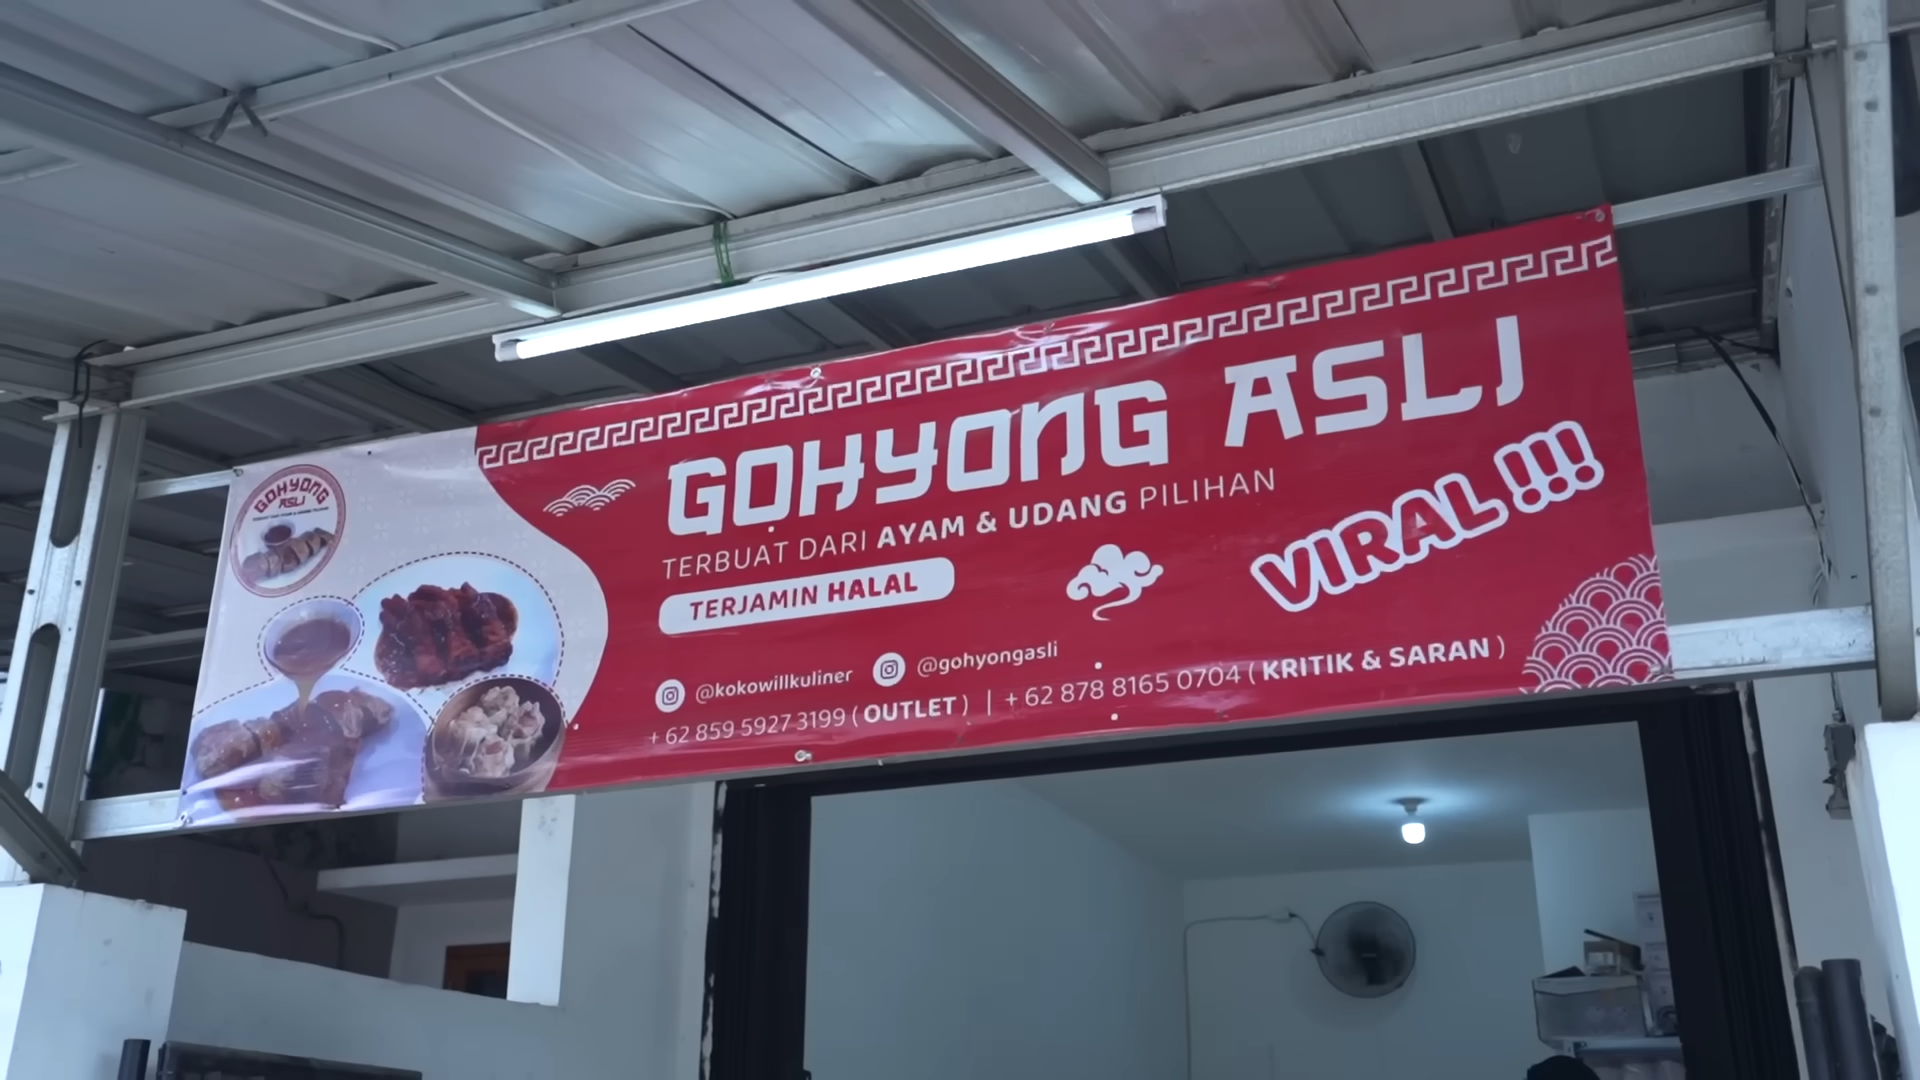 GOHYONG
ASLI
GOHYONG ASLI
TERBUAT DARI AYAM & UDANG PILIHAN
TERJAMIN HALAL
VIRAL !!!
@kokowillkuliner @gohyongasli
+ 62 859 5927 3199 ( OUTLET ) | + 62 878 8165 0704 ( KRITIK & SARAN )